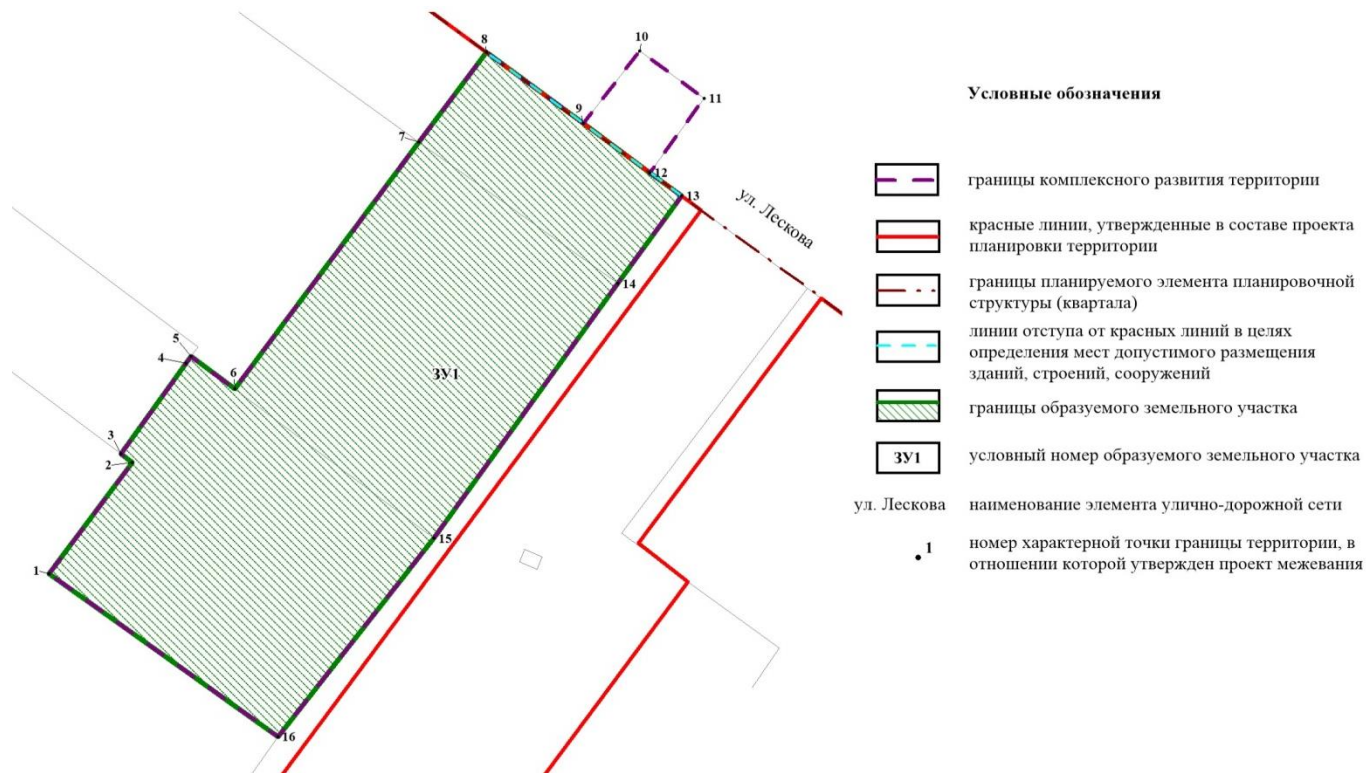 8
10
11
9
7
12
13
ул. Лескова
14
5
4
6
ЗУ1
3
2
15
1
16
Условные обозначения
границы комплексного развития территории
красные линии, утвержденные в составе проекта
планировки территории
границы планируемого элемента планировочной
структуры (квартала)
линии отступа от красных линий в целях
определения мест допустимого размещения
зданий, строений, сооружений
границы образуемого земельного участка
ЗУ1 условный номер образуемого земельного участка
ул. Лескова наименование элемента улично-дорожной сети
1 номер характерной точки границы территории, в
отношении которой утвержден проект межевания